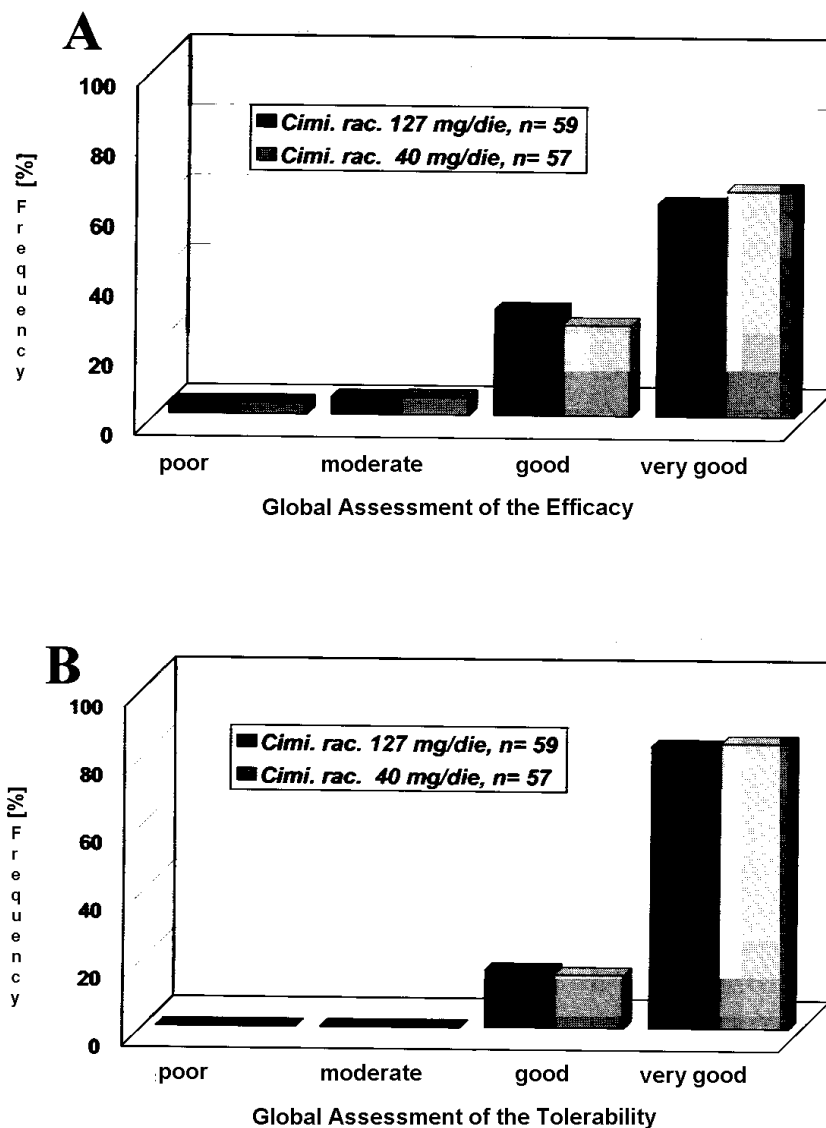 A
100
80
60
40
20
0
[%]
Frequency
Cimi. rac. 127 mg/die, n= 59
Cimi. rac. 40 mg/die, n= 57
poor moderate good very good
Global Assessment of the Efficacy
B
100
80
60
40
20
0
[%]
Frequency
Cimi. rac. 127 mg/die, n= 59
Cimi. rac. 40 mg/die, n= 57
poor moderate good very good
Global Assessment of the Tolerability